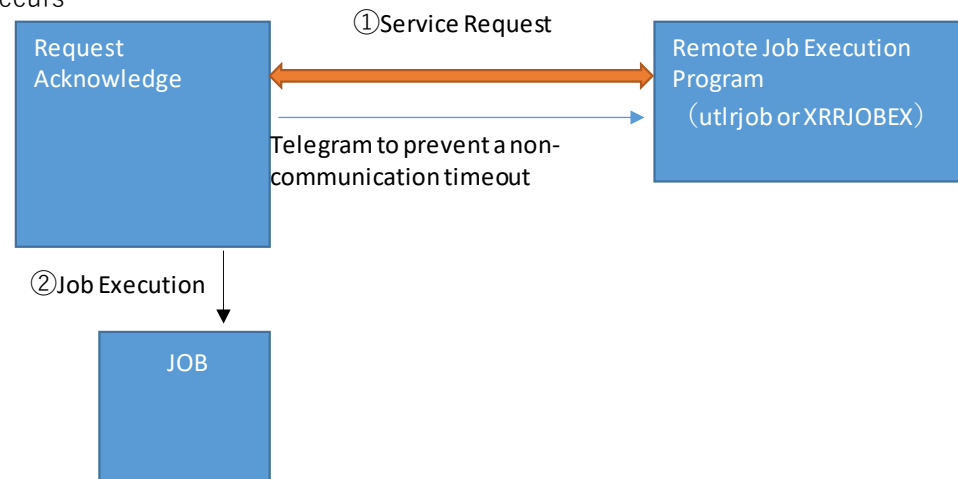 ①Service Request
Request
Acknowledge
Remote Job Execution
Program
（utlrjob or XRRJOBEX）
Telegram to prevent a non-
communication timeout
②Job Execution
JOB